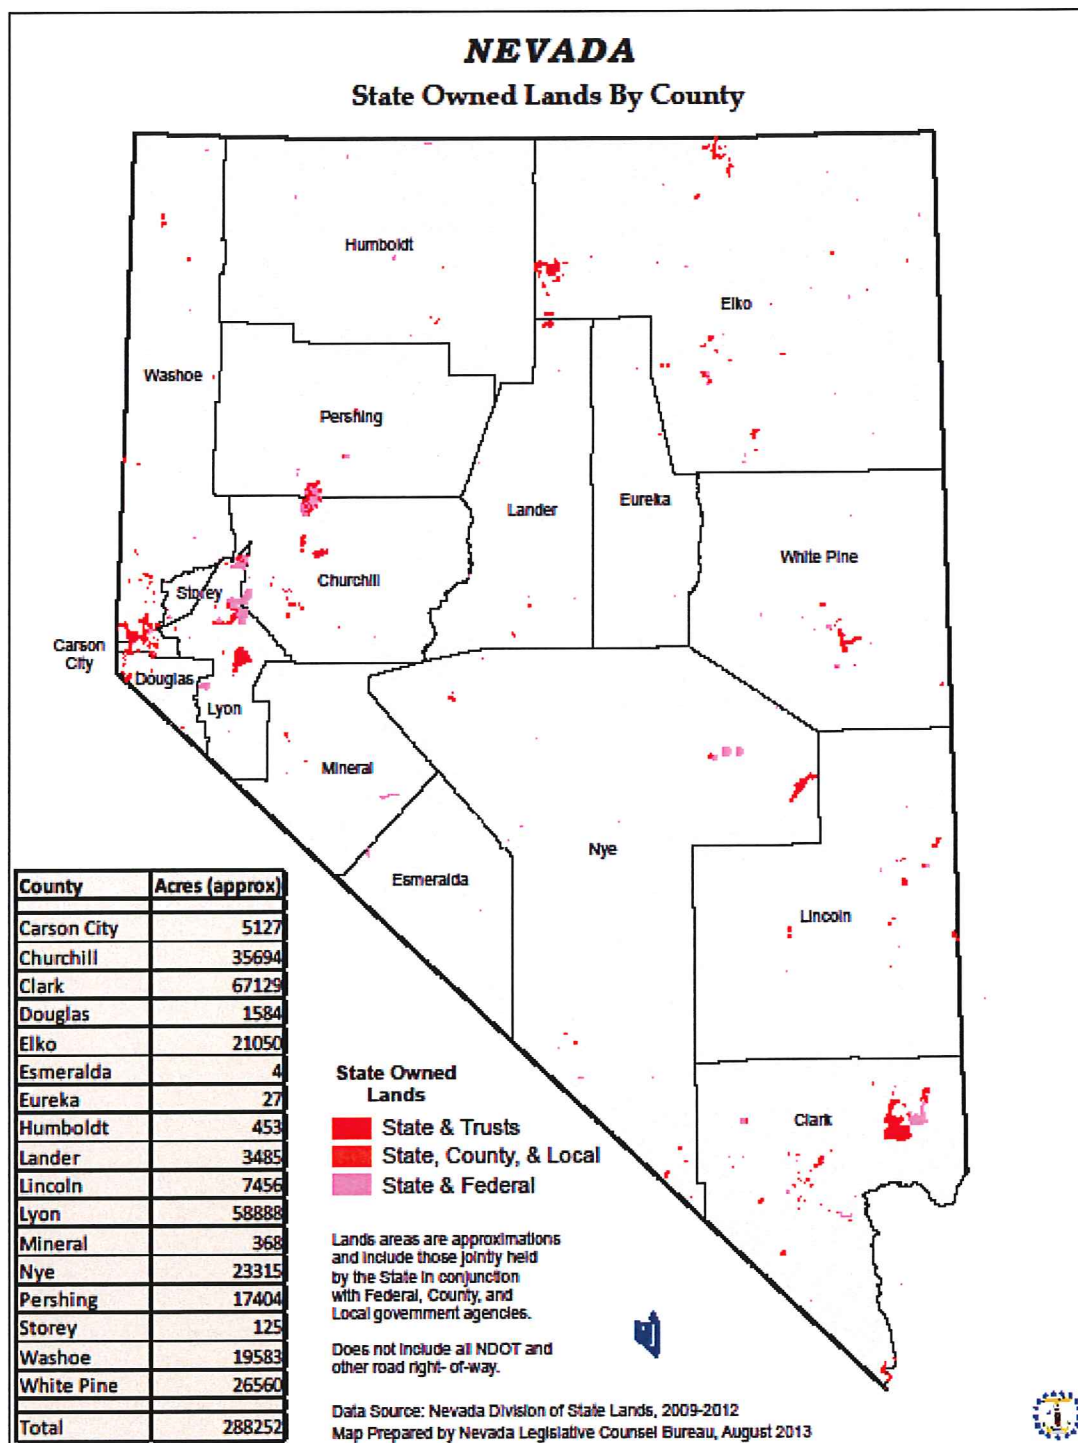 NEVADA
State Owned Lands By County
Humboldt
Elko
Washoe
Pershing
Lander
Eureka
White Pine
Churchill
Storey
Carson
City
Douglas
Lyon
Mineral
Nye
Esmeralda
Lincoln
Clark
County Acres (approx)
Carson City 5127
Churchill 35694
Clark 67129
Douglas 1584
Elko 21050
Esmeralda 4
Eureka 27
Humboldt 453
Lander 3485
Lincoln 7456
Lyon 58888
Mineral 368
Nye 23315
Pershing 17404
Storey 125
Washoe 19583
White Pine 26560
Total 288252
State Owned
Lands
State & Trusts
State, County, & Local
State & Federal
Lands areas are approximations
and include those jointly held
by the State in conjunction
with Federal, County, and
Local government agencies.
Does not include all NDOT and
other road right- of-way.
Data Source: Nevada Division of State Lands, 2009-2012
Map Prepared by Nevada Legislative Counsel Bureau, August 2013